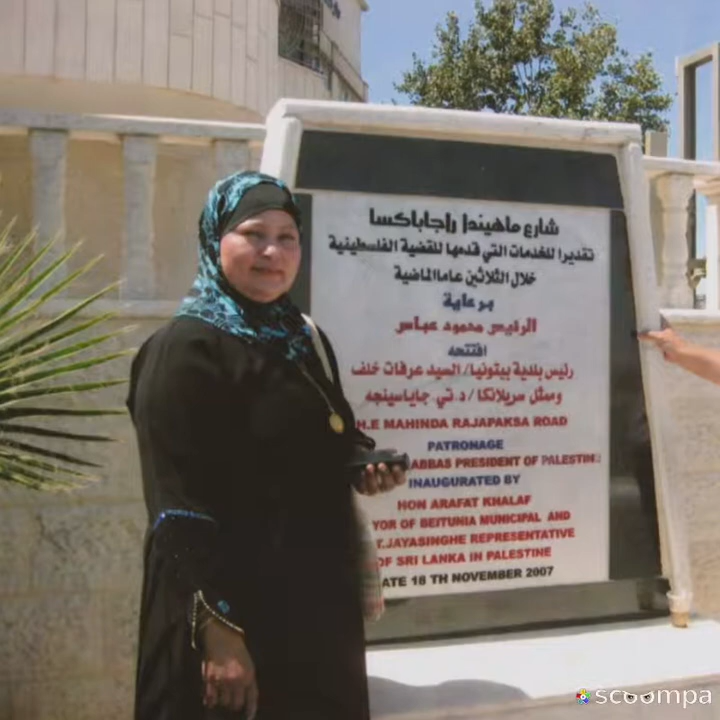 شارع ماهيندا راجاباكسا
تقديرا للخدمات التي قدمها للقضية الفلسطينية
خلال الثلاثين عاماالماضية
برعاية
الرئيس محمود عباس
افتتحه
رئيس بلدية بيتونيا/ السيد عرفات خلف
وممثل سريلانكا/ د.تي جاياسينجه
H.E MAHINDA RAJAPAKSA ROAD
PATRONAGE
ABBAS PRESIDENT OF PALESTINE
INAUGURATED BY
HON ARAFAT KHALAF
YOR OF BEITUNIA MUNICIPAL AND
T.JAYASINGHE REPRESENTATIVE
OF SRI LANKA IN PALESTINE
ATE 18 TH NOVEMBER 2007
scoompa